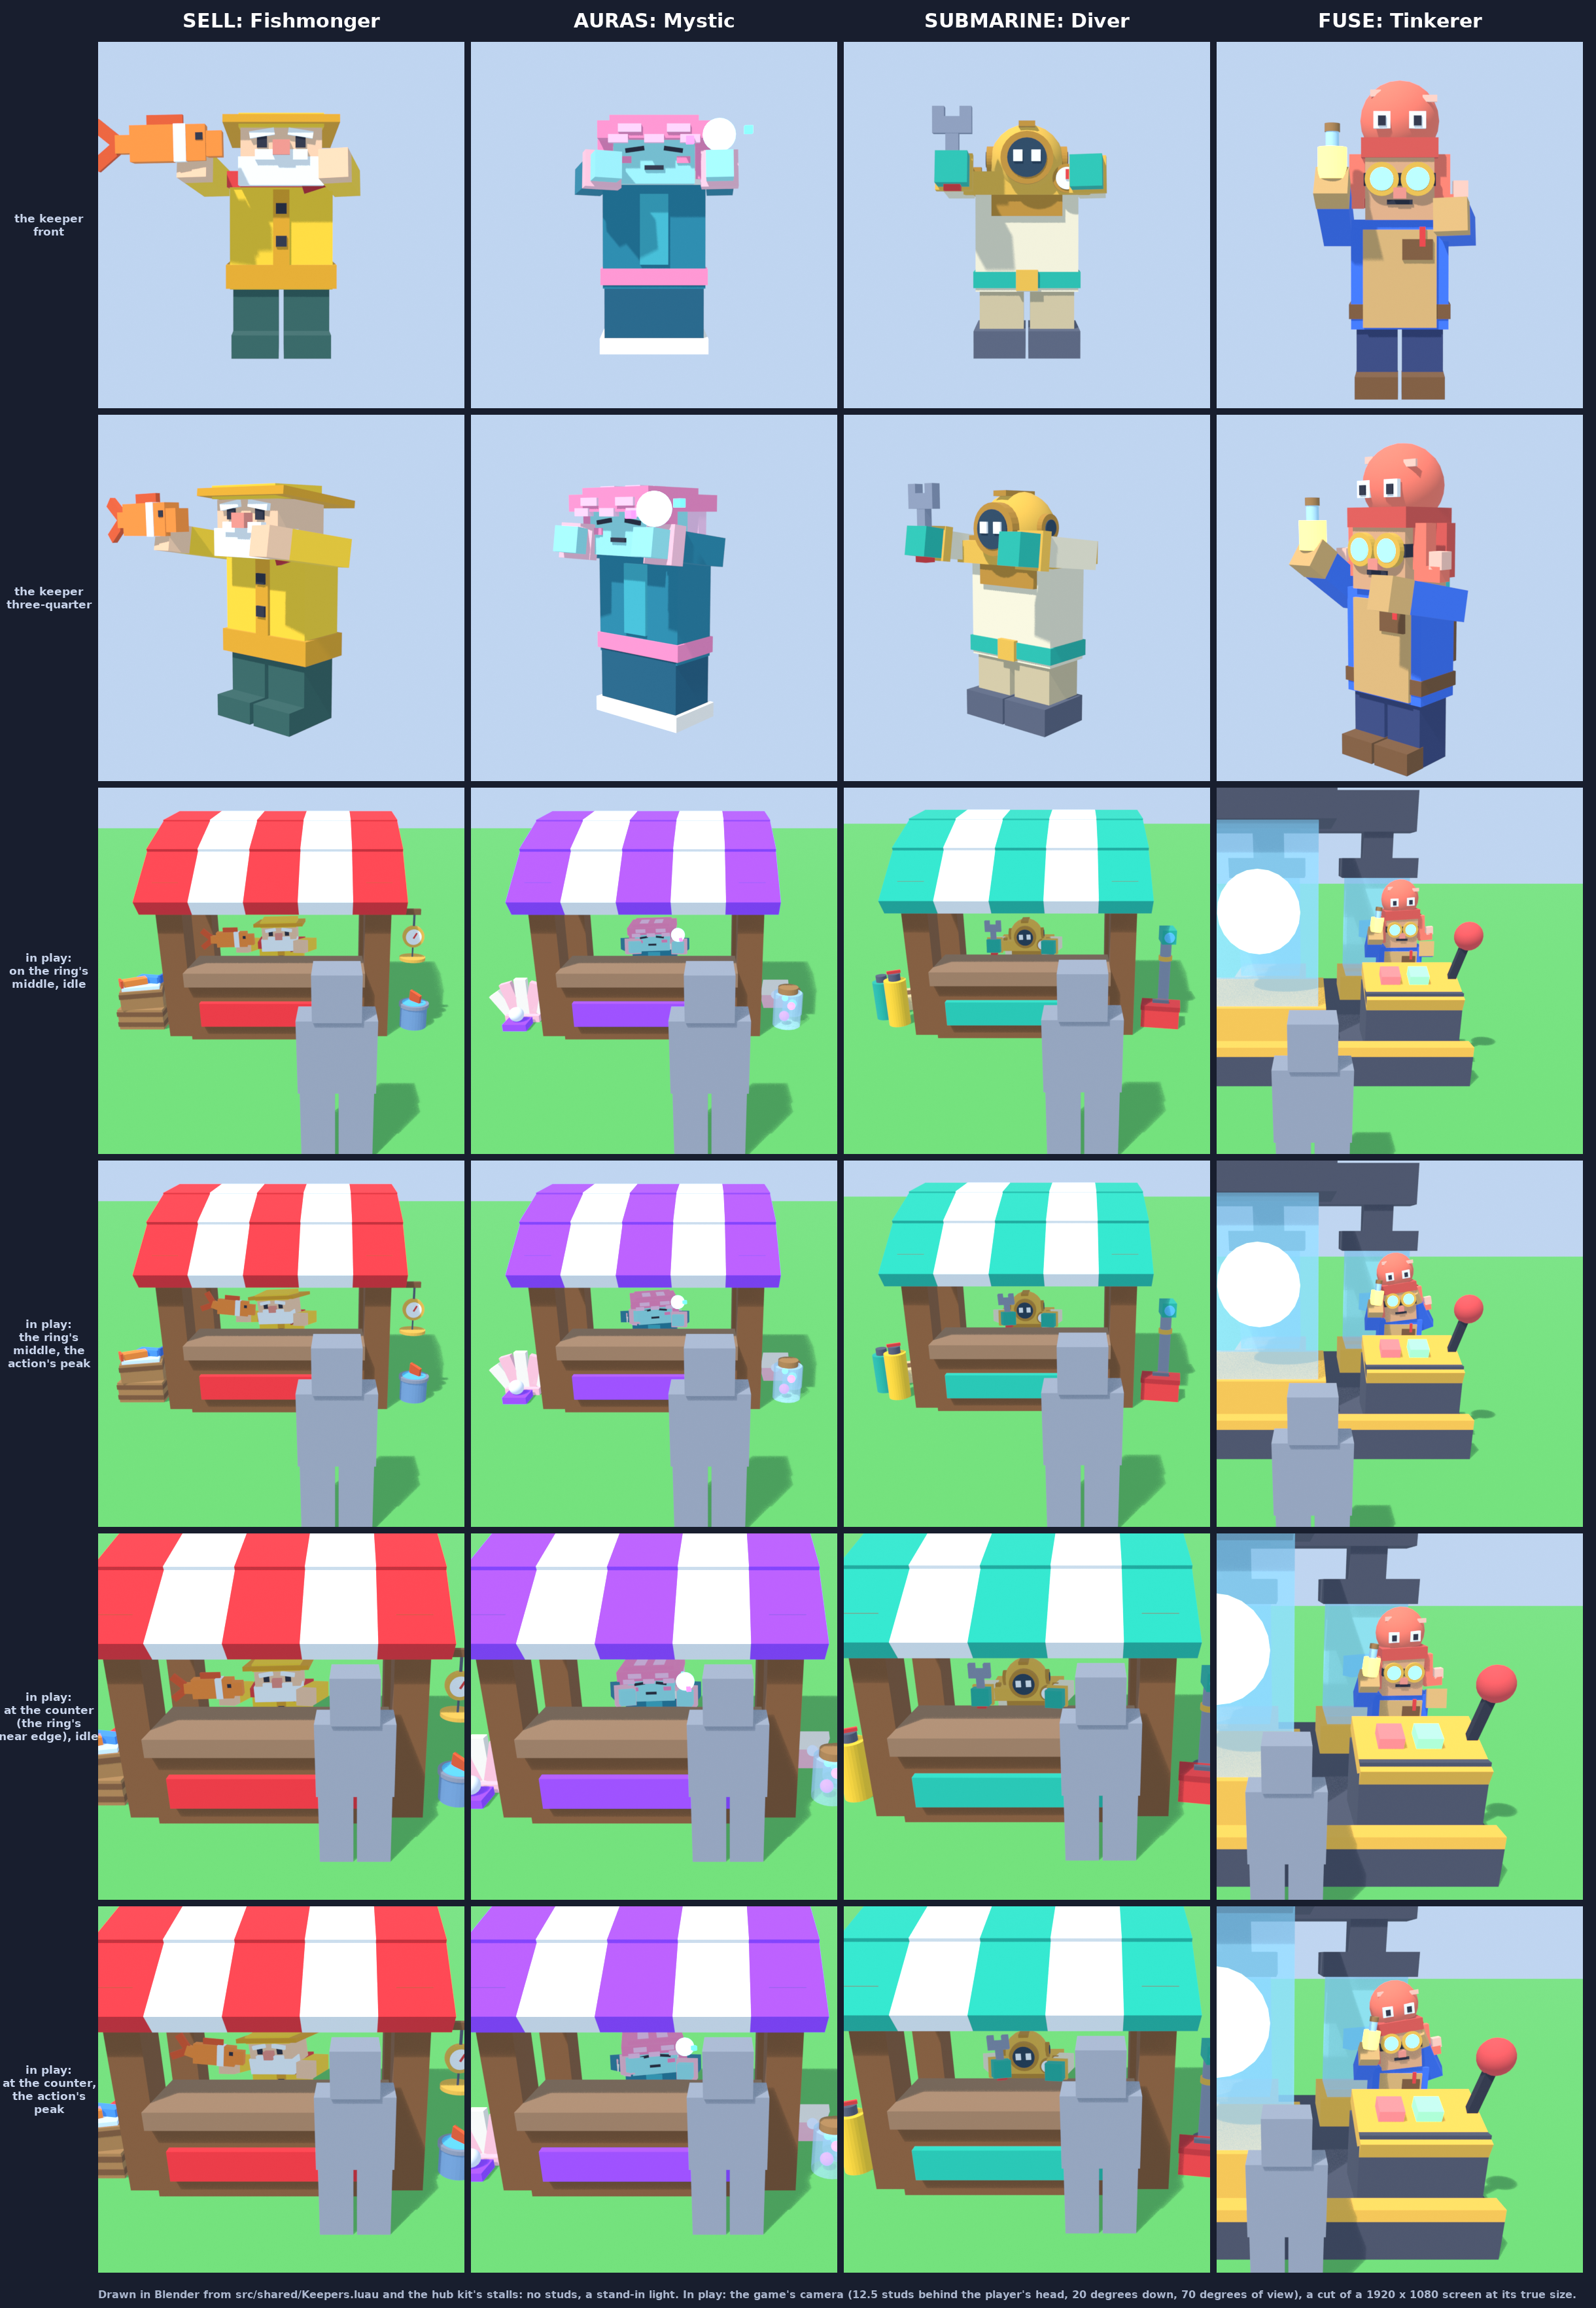 SELL: Fishmonger
AURAS: Mystic
SUBMARINE: Diver
FUSE: Tinkerer
the keeper
front
the keeper
three-quarter
in play:
on the ring's
middle, idle
in play:
the ring's
middle, the
action's peak
in play:
at the counter
(the ring's
near edge), idle
in play:
at the counter,
the action's
peak
Drawn in Blender from src/shared/Keepers.luau and the hub kit's stalls: no studs, a stand-in light. In play: the game's camera (12.5 studs behind the player's head, 20 degrees down, 70 degrees of view), a cut of a 1920 x 1080 screen at its true size.